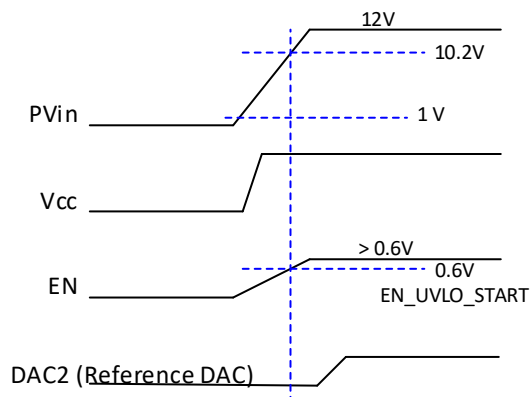 12V
10.2V
PVin
1 V
Vcc
> 0.6V
0.6V
EN
EN_UVLO_START
DAC2 (Reference DAC)